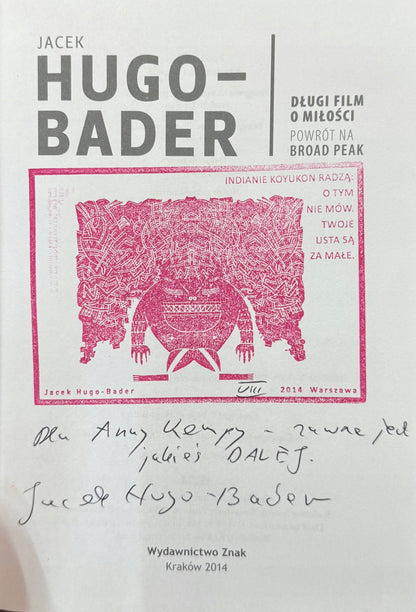 JACEK
HUGO-
BADER
DŁUGI FILM
O MIŁOŚCI
POWRÓT NA
BROAD PEAK
INDIANIE KOYUKON RADZĄ:
O TYM
NIE MÓW.
TWOJE
USTA SĄ
ZA MAŁE.
Jacek Hugo-Bader VIII 2014 Warszawa
Dla Anny Kempy – zawsze jest
jakieś DALEJ.
Jacek Hugo-Bader
Wydawnictwo Znak
Kraków 2014